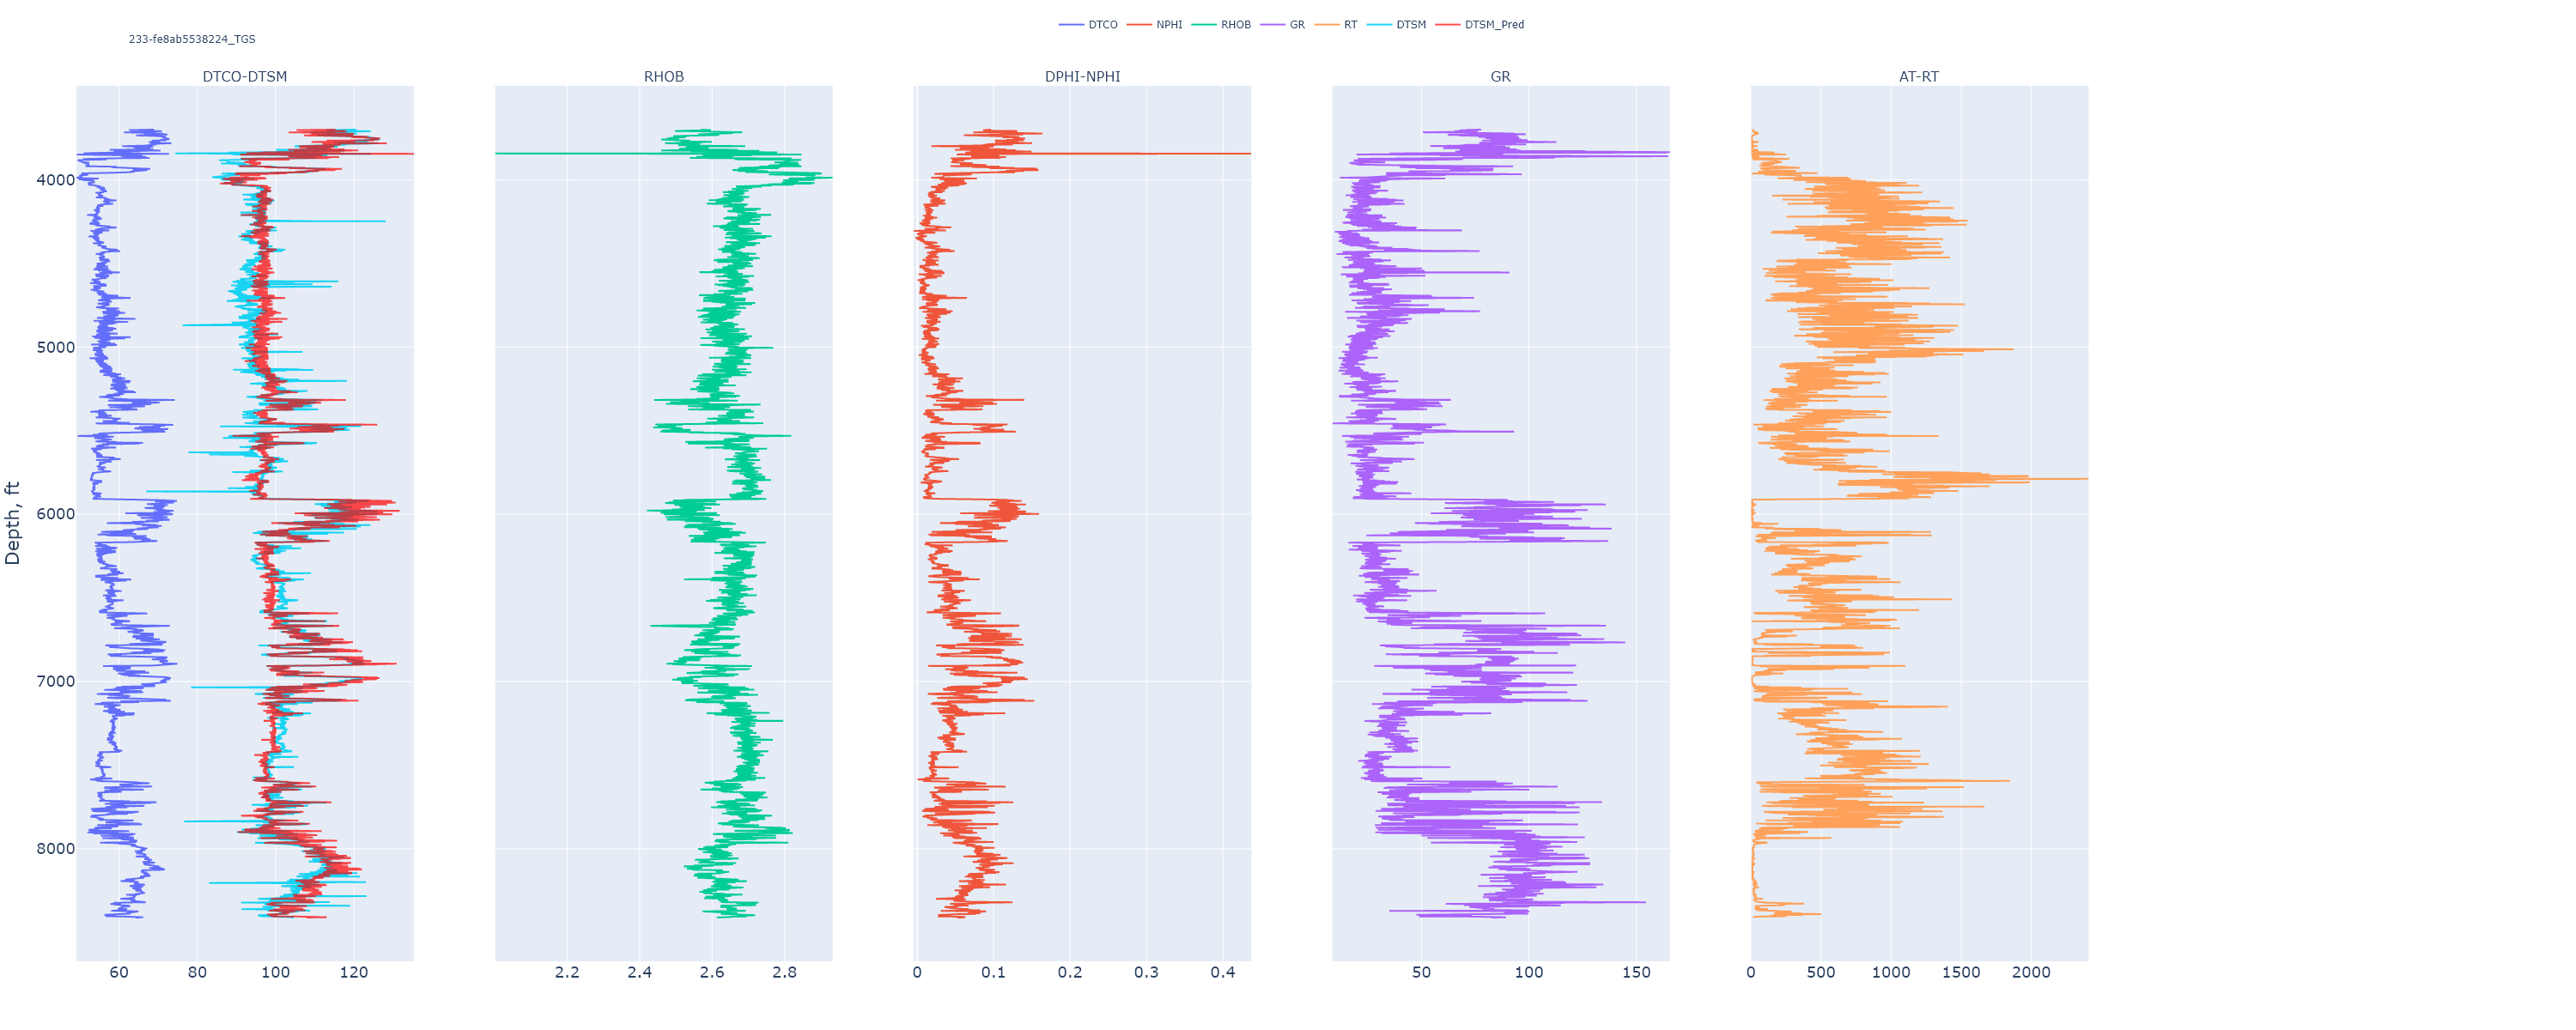 DTCO NPHI RHOB GR RT DTSM DTSM_Pred
233-fe8ab5538224_TGS
DTCO-DTSM RHOB DPHI-NPHI GR AT-RT
Depth, ft
4000
5000
6000
7000
8000
60 80 100 120 2.2 2.4 2.6 2.8 0 0.1 0.2 0.3 0.4 50 100 150 0 500 1000 1500 2000